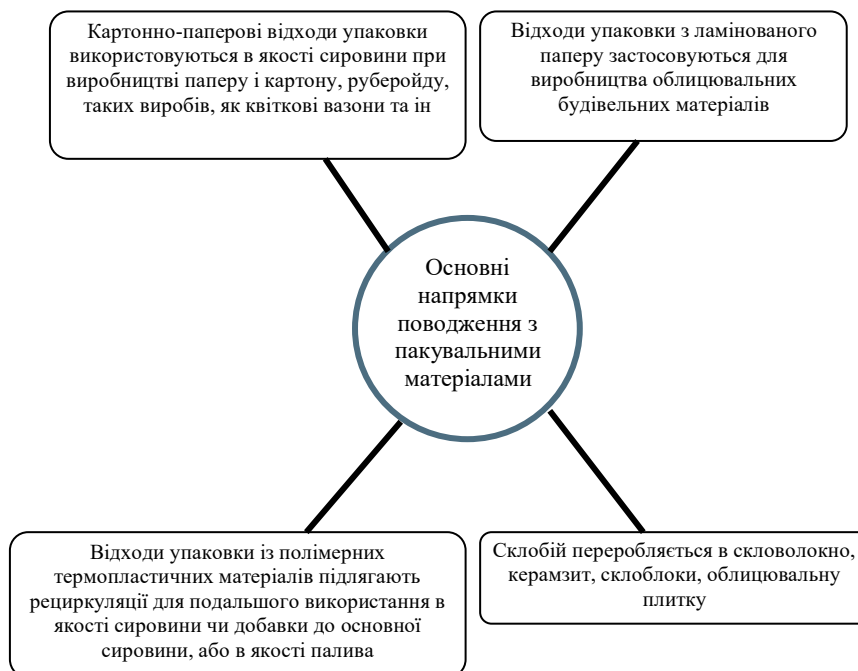 Картонно-паперові відходи упаковки
використовуються в якості сировини при
виробництві паперу і картону, руберойду,
таких виробів, як квіткові вазони та ін
Відходи упаковки з ламінованого
паперу застосовуються для
виробництва облицювальних
будівельних матеріалів
Основні
напрямки
поводження з
пакувальними
матеріалами
Відходи упаковки із полімерних
термопластичних матеріалів підлягають
рециркуляції для подальшого використання в
якості сировини чи добавки до основної
сировини, або в якості палива
Склобій переробляється в скловолокно,
керамзит, склоблоки, облицювальну
плитку